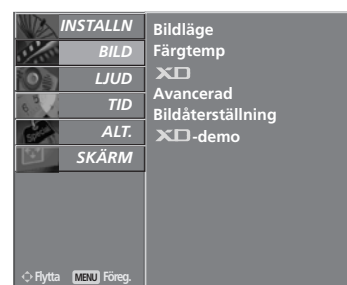 INSTALLN
BILD
LJUD
TID
ALT.
SKÄRM
Bildläge
Färgtemp
XD
Avancerad
Bildåterställning
XD-demo
Flytta MENU Föreg.